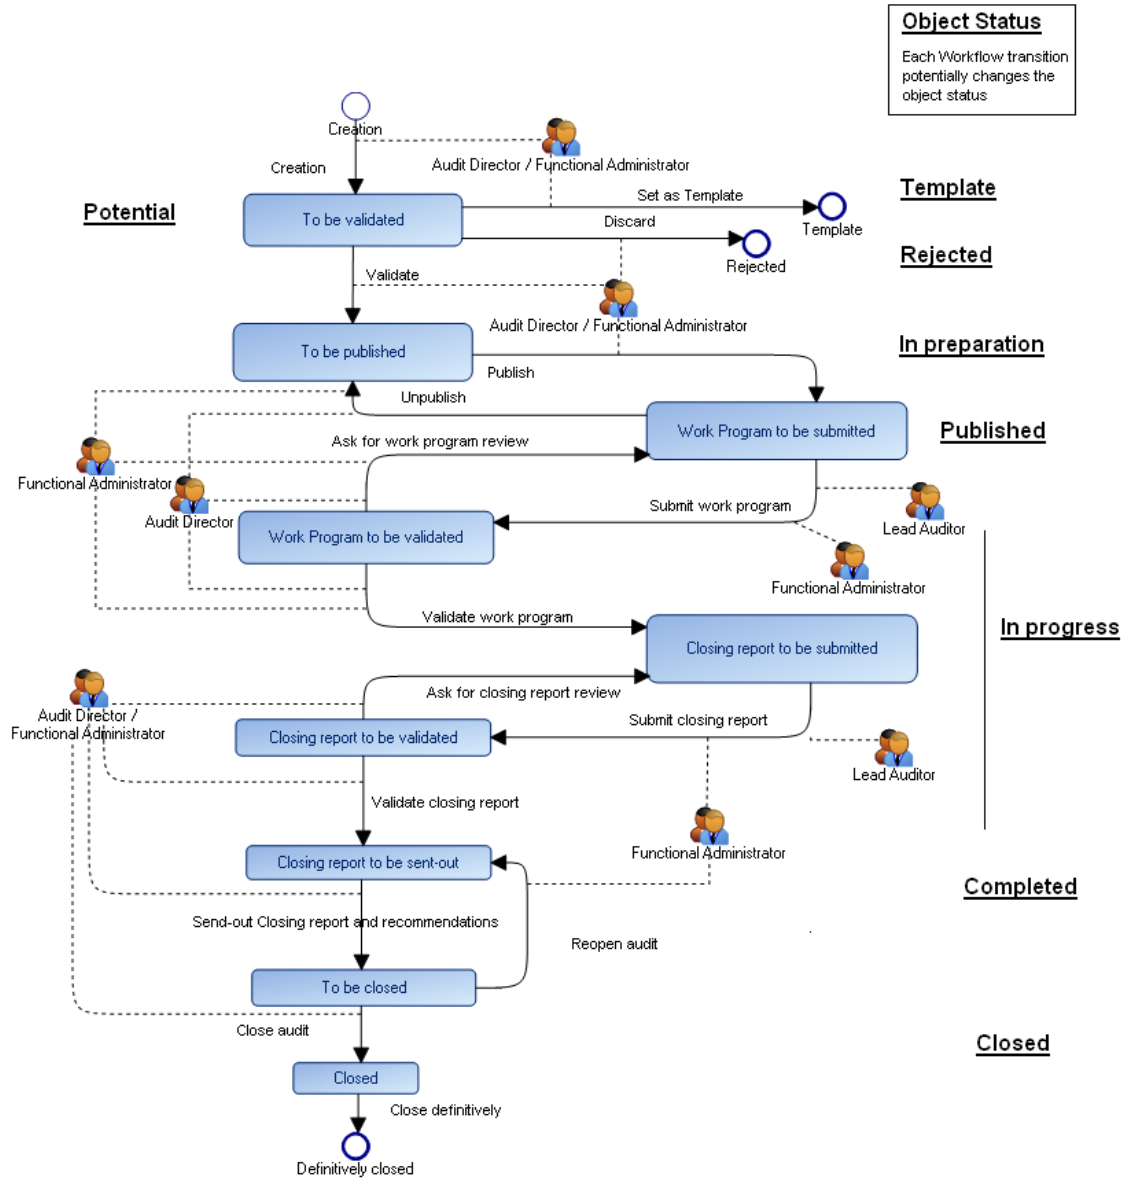 Object Status
Each Workflow transition
potentially changes the
object status
Creation
Creation
Audit Director / Functional Administrator
Potential
To be validated
Set as Template
Discard
Template
Template
Rejected
Rejected
Validate
Audit Director / Functional Administrator
To be published
Publish
In preparation
Unpublish
Work Program to be submitted
Published
Ask for work program review
Functional Administrator
Audit Director
Submit work program
Lead Auditor
Work Program to be validated
Functional Administrator
Validate work program
Closing report to be submitted
In progress
Audit Director /
Functional Administrator
Ask for closing report review
Submit closing report
Closing report to be validated
Lead Auditor
Validate closing report
Functional Administrator
Closing report to be sent-out
Completed
Send-out Closing report and recommendations
Reopen audit
To be closed
Close audit
Closed
Closed
Close definitively
Definitively closed